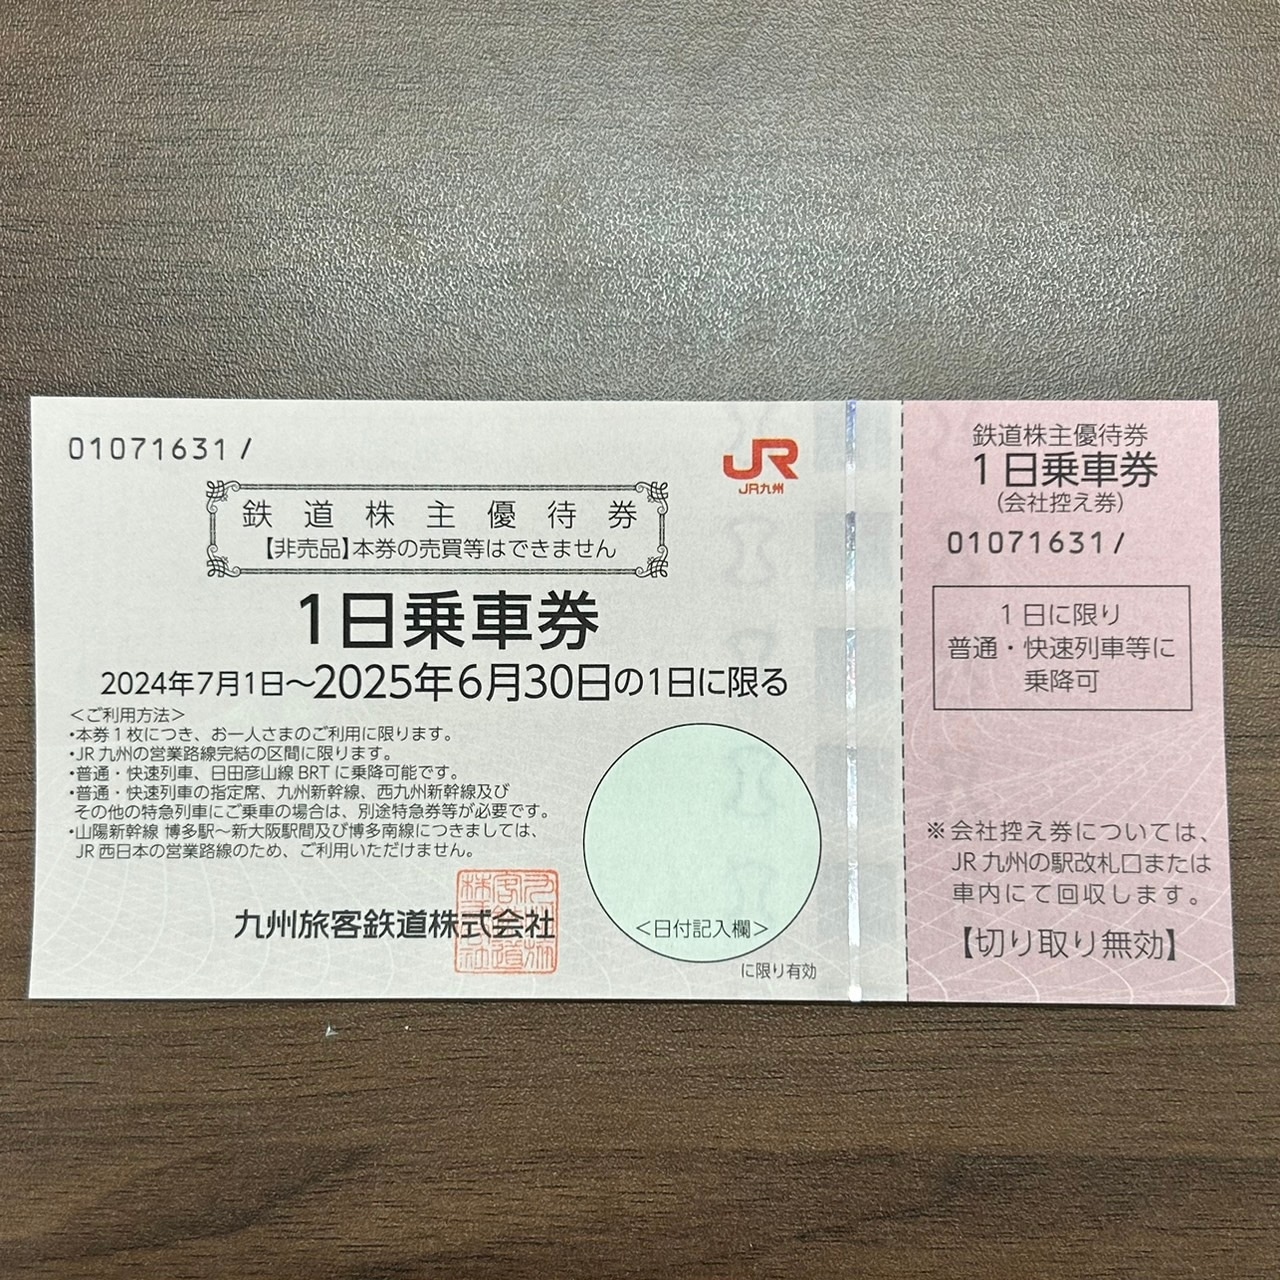 01071631/
JR
JR九州
鉄道株主優待券
【非売品】本券の売買等はできません
1日乗車券
2024年7月1日～2025年6月30日の1日に限る
＜ご利用方法＞
・本券1枚につき、お一人さまのご利用に限ります。
・JR九州の営業路線完結の区間に限ります。
・普通・快速列車、日田彦山線BRTに乗降可能です。
・普通・快速列車の指定席、九州新幹線、西九州新幹線及び
その他の特急列車にご乗車の場合は、別途特急券等が必要です。
・山陽新幹線 博多駅～新大阪駅間及び博多南線につきましては、
JR西日本の営業路線のため、ご利用いただけません。
九州旅客鉄道株式会社
＜日付記入欄＞
に限り有効
鉄道株主優待券
1日乗車券
(会社控え券)
01071631/
1日に限り
普通・快速列車等に
乗降可
※会社控え券については、
JR九州の駅改札口または
車内にて回収します。
【切り取り無効】